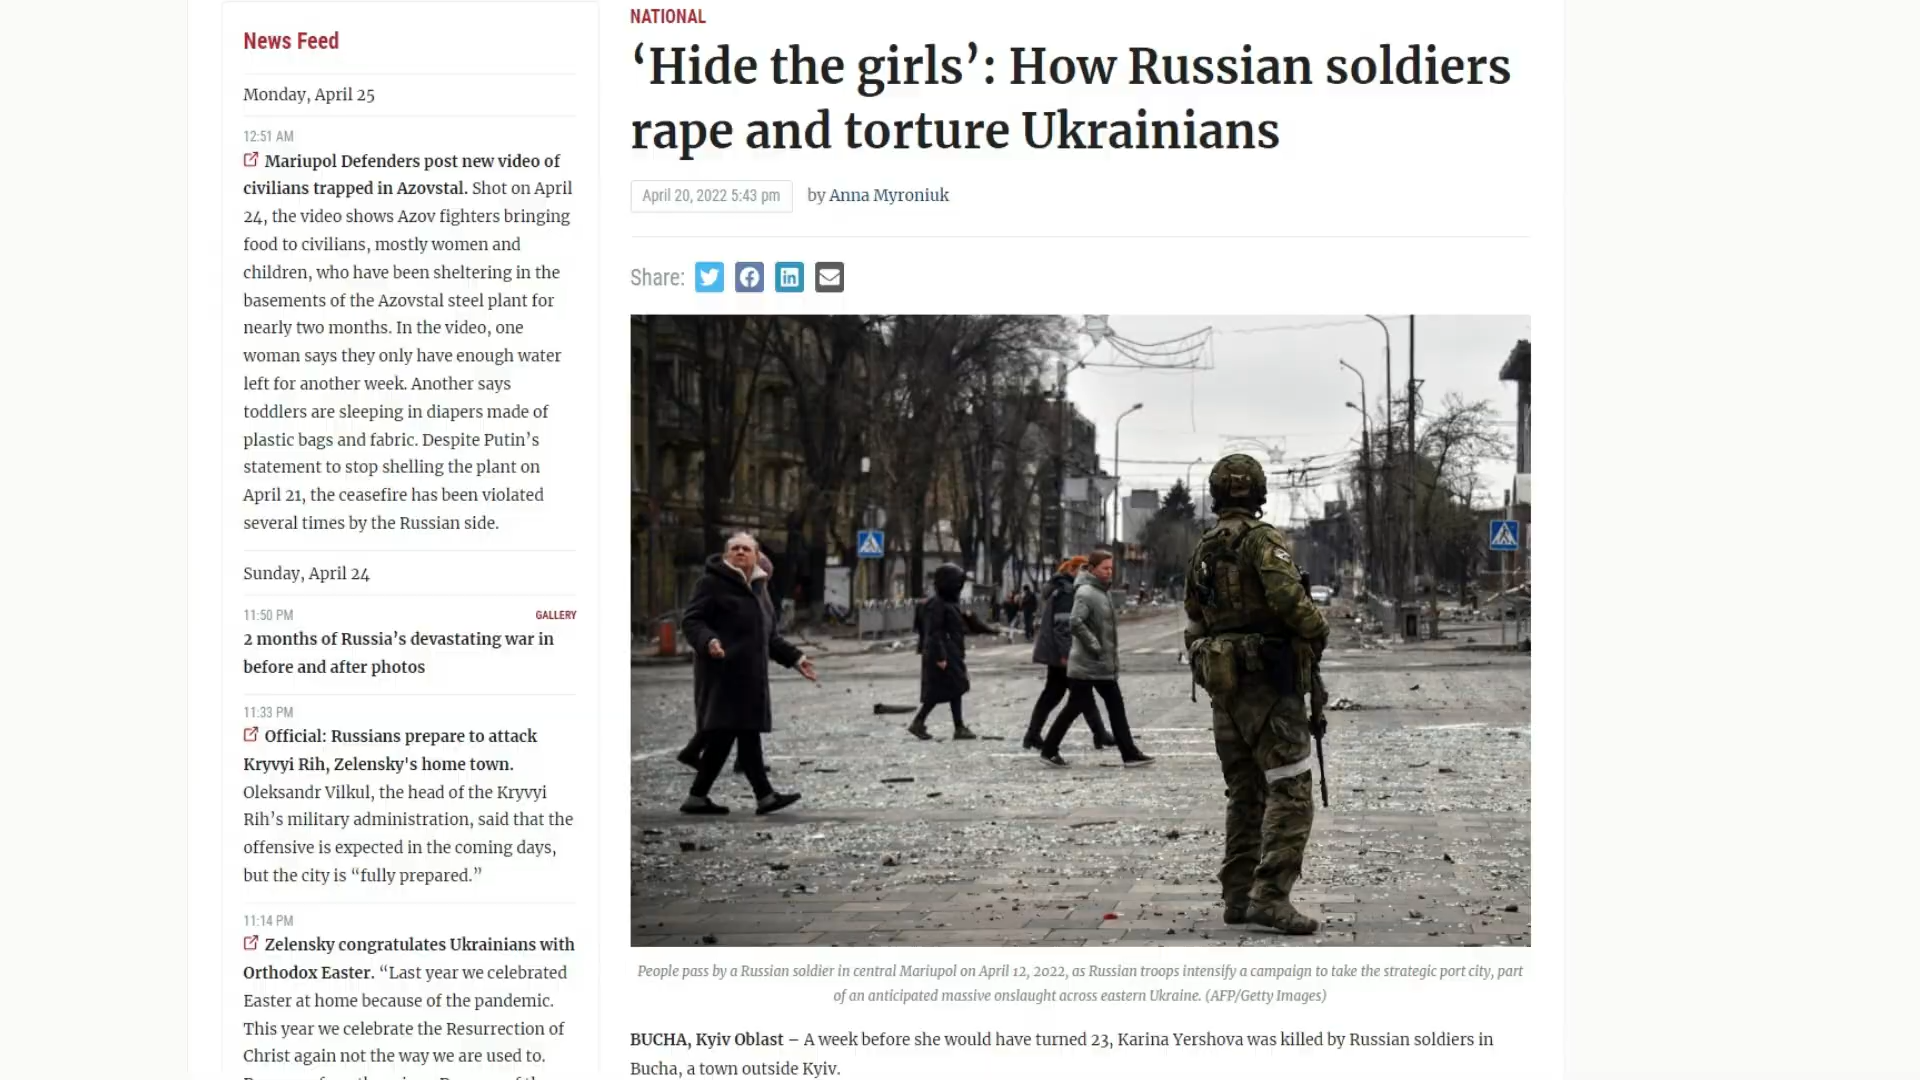 News Feed
Monday, April 25
12:51 AM
Mariupol Defenders post new video of
civilians trapped in Azovstal. Shot on April
24, the video shows Azov fighters bringing
food to civilians, mostly women and
children, who have been sheltering in the
basements of the Azovstal steel plant for
nearly two months. In the video, one
woman says they only have enough water
left for another week. Another says
toddlers are sleeping in diapers made of
plastic bags and fabric. Despite Putin’s
statement to stop shelling the plant on
April 21, the ceasefire has been violated
several times by the Russian side.
Sunday, April 24
11:50 PM GALLERY
2 months of Russia’s devastating war in
before and after photos
11:33 PM
Official: Russians prepare to attack
Kryvyi Rih, Zelensky's home town.
Oleksandr Vilkul, the head of the Kryvyi
Rih’s military administration, said that the
offensive is expected in the coming days,
but the city is “fully prepared.”
11:14 PM
Zelensky congratulates Ukrainians with
Orthodox Easter. “Last year we celebrated
Easter at home because of the pandemic.
This year we celebrate the Resurrection of
Christ again not the way we are used to.
NATIONAL
‘Hide the girls’: How Russian soldiers
rape and torture Ukrainians
April 20, 2022 5:43 pm by Anna Myroniuk
Share:
People pass by a Russian soldier in central Mariupol on April 12, 2022, as Russian troops intensify a campaign to take the strategic port city, part
of an anticipated massive onslaught across eastern Ukraine. (AFP/Getty Images)
BUCHA, Kyiv Oblast – A week before she would have turned 23, Karina Yershova was killed by Russian soldiers in
Bucha, a town outside Kyiv.